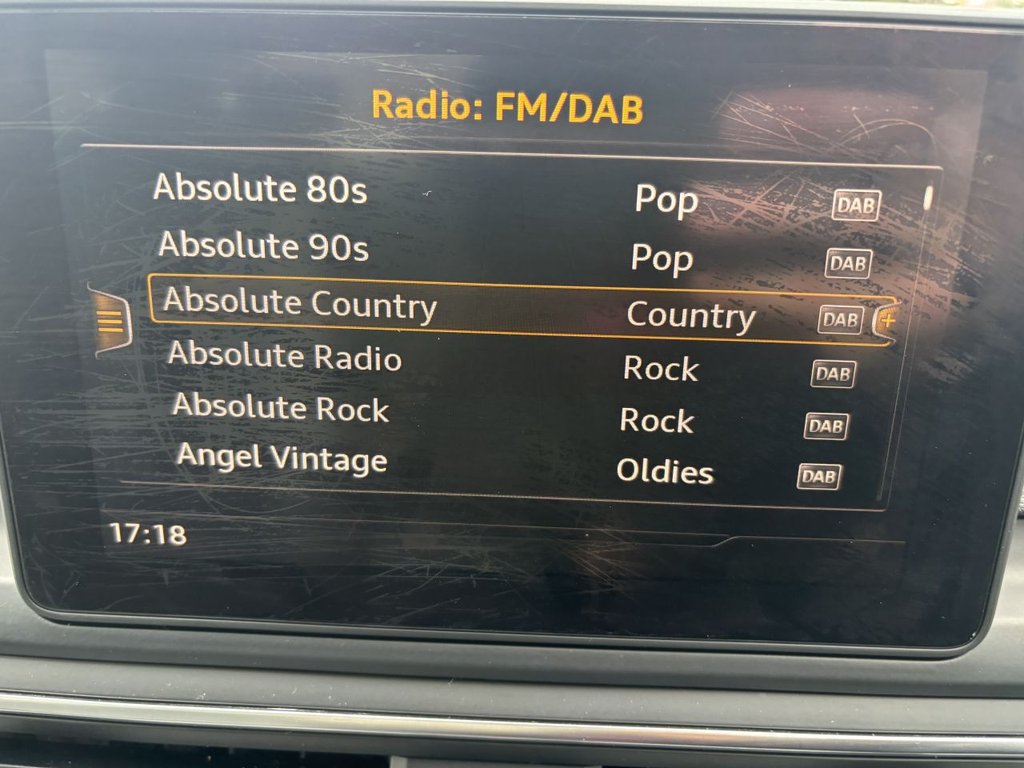 Radio: FM/DAB
Absolute 80s Pop DAB
Absolute 90s Pop DAB
Absolute Country Country DAB +
Absolute Radio Rock DAB
Absolute Rock Rock DAB
Angel Vintage Oldies DAB
17:18